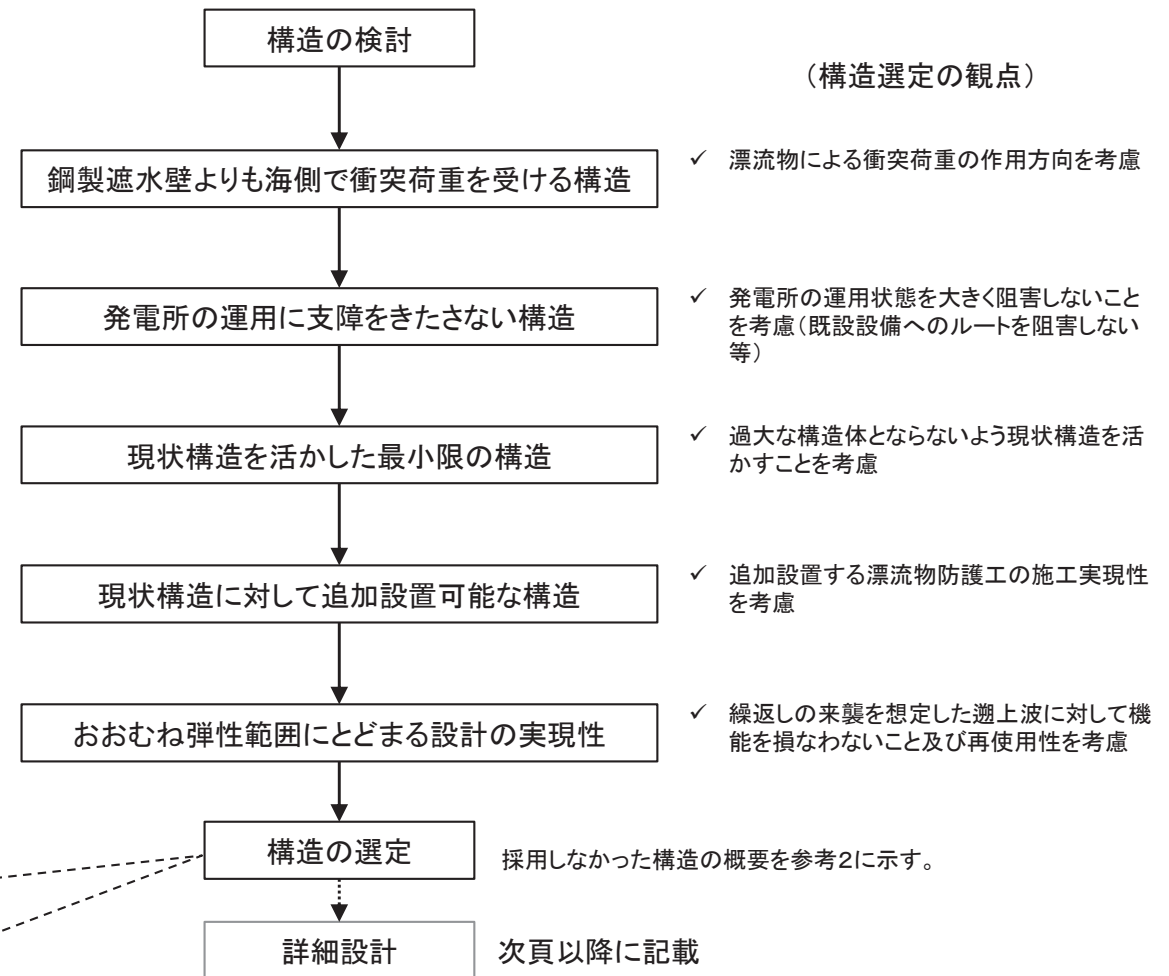 構造の検討
（構造選定の観点）
鋼製遮水壁よりも海側で衝突荷重を受ける構造
✓ 漂流物による衝突荷重の作用方向を考慮
発電所の運用に支障をきたさない構造
✓ 発電所の運用状態を大きく阻害しないこと
を考慮（既設設備へのルートを阻害しない
等）
現状構造を活かした最小限の構造
✓ 過大な構造体とならないよう現状構造を活
かすことを考慮
現状構造に対して追加設置可能な構造
✓ 追加設置する漂流物防護工の施工実現性
を考慮
おおむね弾性範囲にとどまる設計の実現性
✓ 繰返しの来襲を想定した遡上波に対して機
能を損なわないこと及び再使用性を考慮
構造の選定
採用しなかった構造の概要を参考２に示す。
詳細設計
次頁以降に記載